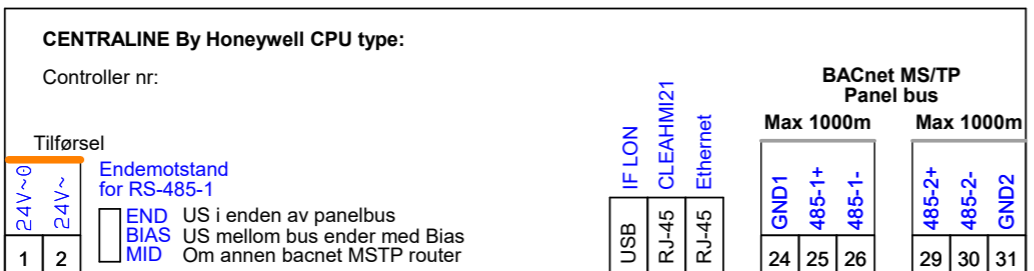 CENTRALINE By Honeywell CPU type:
Controller nr:
Tilførsel
24V~0
24V~
1 2
Endemotstand
for RS-485-1
END US i enden av panelbus
BIAS US mellom bus ender med Bias
MID Om annen bacnet MSTP router
IF LON
CLEAHMI21
Ethernet
USB
RJ-45
RJ-45
BACnet MS/TP
Panel bus
Max 1000m
Max 1000m
GND1
485-1+
485-1-
24 25 26
485-2+
485-2-
GND2
29 30 31